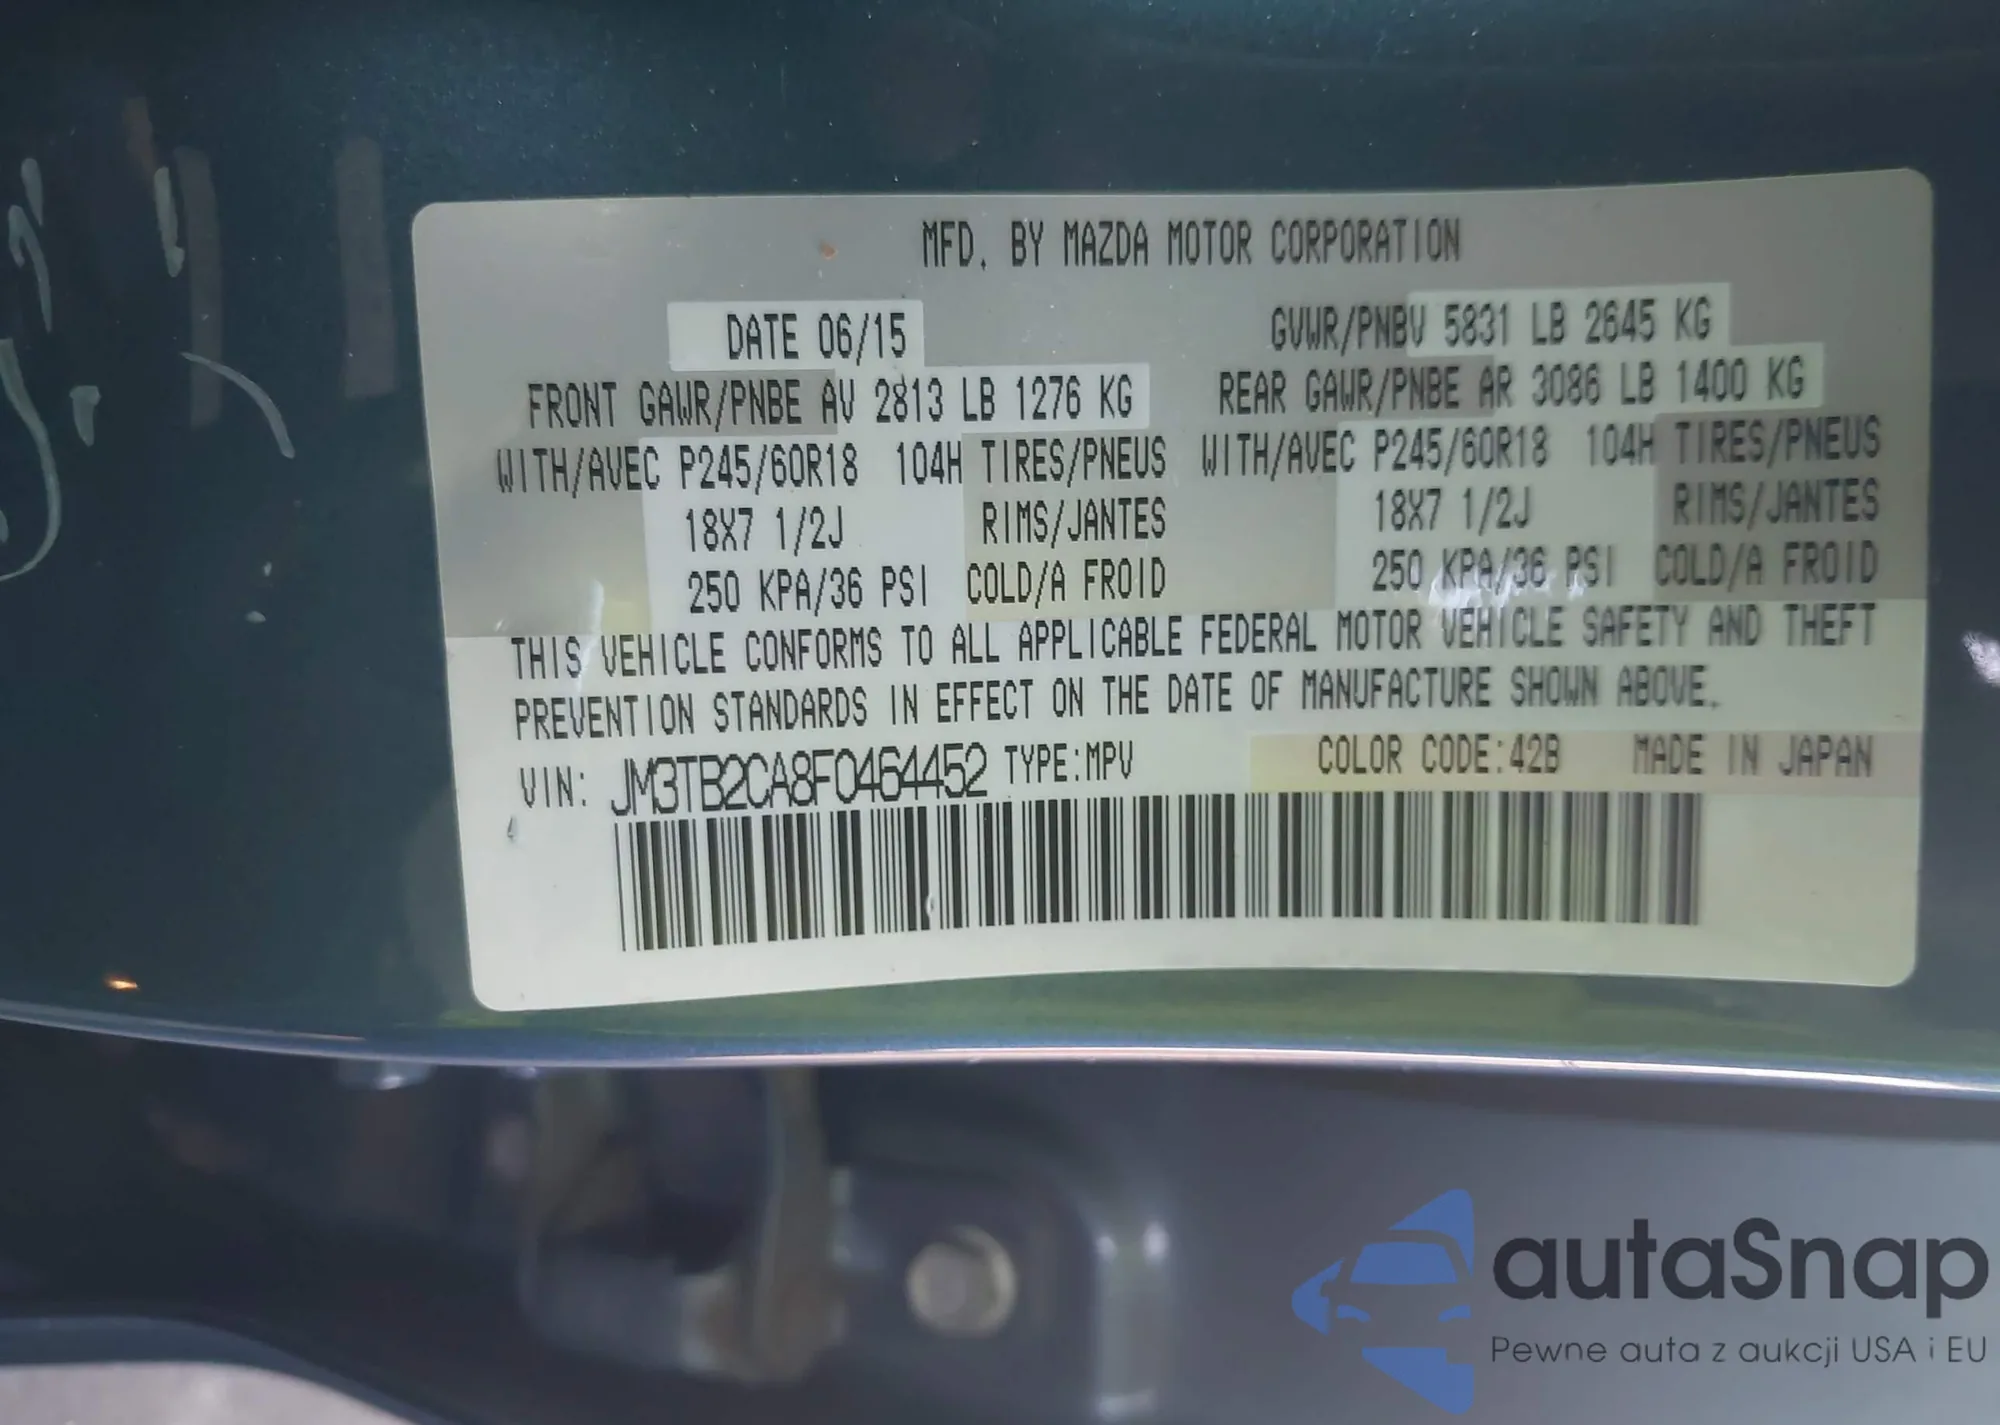 MFD. BY MAZDA MOTOR CORPORATION
DATE 06/15 GVWR/PNBV 5831 LB 2645 KG
FRONT GAWR/PNBE AV 2813 LB 1276 KG REAR GAWR/PNBE AR 3086 LB 1400 KG
WITH/AVEC P245/60R18 104H TIRES/PNEUS WITH/AVEC P245/60R18 104H TIRES/PNEUS
18X7 1/2J RIMS/JANTES 18X7 1/2J RIMS/JANTES
250 KPA/36 PSI COLD/A FROID 250 KPA/36 PSI COLD/A FROID
THIS VEHICLE CONFORMS TO ALL APPLICABLE FEDERAL MOTOR VEHICLE SAFETY AND THEFT
PREVENTION STANDARDS IN EFFECT ON THE DATE OF MANUFACTURE SHOWN ABOVE.
VIN: JM3TB2CA8F0464452 TYPE:MPV COLOR CODE:42B MADE IN JAPAN
autaSnap
Pewne auta z aukcji USA i EU